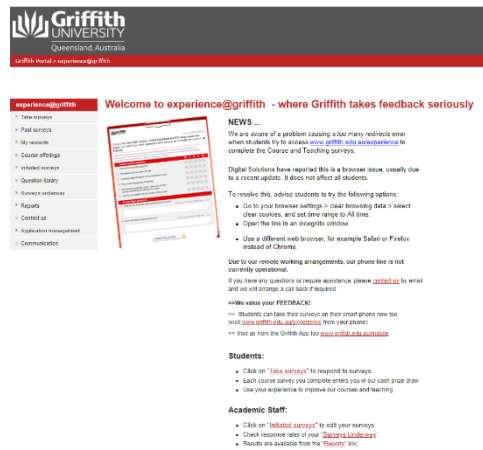 Griffith
UNIVERSITY
Queensland, Australia
Griffith Portal > experience@griffith
experience@griffith
Take surveys
Past surveys
My rewards
Course offerings
Initiated surveys
Question library
Surveys underway
Reports
Contact us
Application management
Communication
Welcome to experience@griffith - where Griffith takes feedback seriously
NEWS ...
We are aware of a problem causing a too many redirects error
when students try to access www.griffith.edu.au/experience to
complete the Course and Teaching surveys.
Digital Solutions have reported this is a browser issue, usually due
to a recent update. It does not affect all students.
To resolve this, advise students to try the following options:
Go to your browser settings > clear browsing data > select
clear cookies, and set time range to All time.
Open the link in an incognito window
Use a different web browser, for example Safari or Firefox
instead of Chrome.
Due to our remote working arrangements, our phone line is not
currently operational.
If you have any questions or require assistance, please contact us by email
and we will arrange a call back if required.
>>We value your FEEDBACK!
>>> Students can take their surveys on their smart phones now too
(visit www.griffith.edu.au/experience from your phone)
>>> Visit us from the Griffith App too www.griffith.edu.au/mobile
Students:
Click on "Take surveys" to respond to surveys
Each course survey you complete enters you in our cash prize draw
Use your experience to improve our courses and teaching
Academic Staff:
Click on "Initiated surveys" to edit your surveys
Check response rates of your "Surveys Underway"
Results are available from the "Reports" link